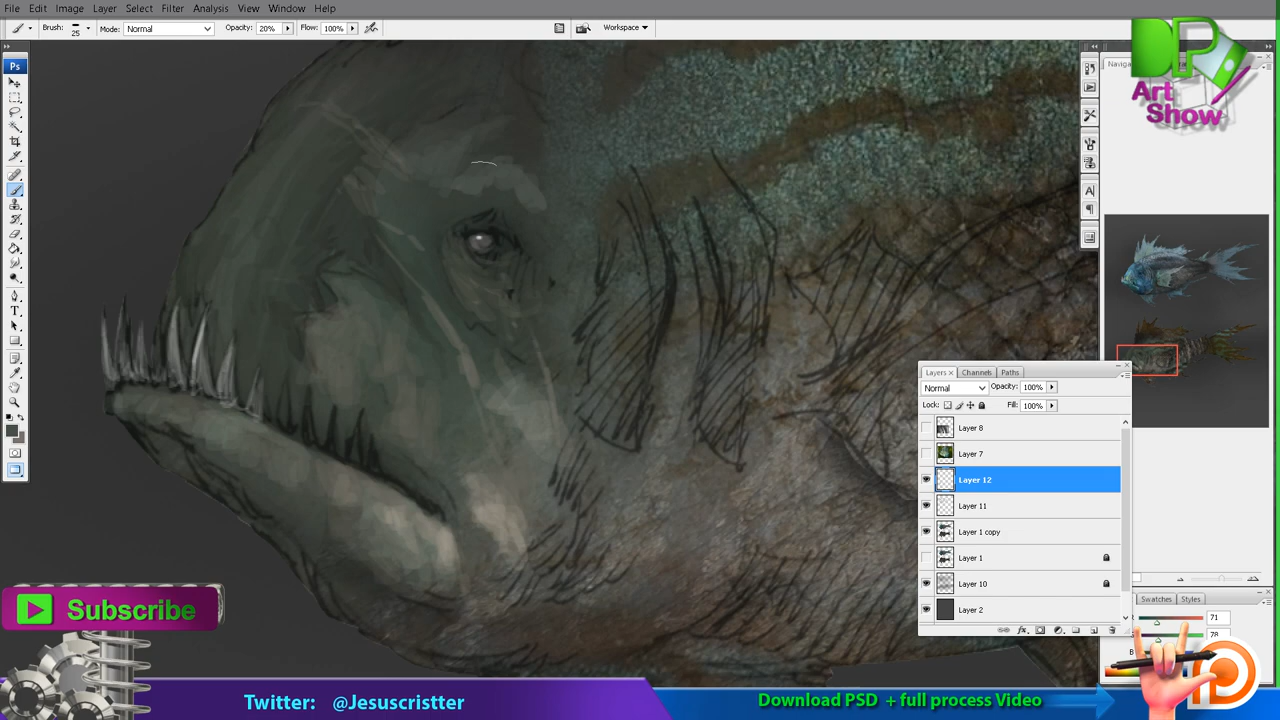 File Edit Image Layer Select Filter Analysis View Window Help
Brush: 25 Mode: Normal Opacity: 20% Flow: 100% Workspace
Ps
DP
Art
Show
Layers Channels Paths
Normal Opacity: 100%
Lock: Fill: 100%
Layer 8
Layer 7
Layer 12
Layer 11
Layer 1 copy
Layer 1
Layer 10
Layer 2
Swatches Styles
71
78
Subscribe
Twitter: @Jesuscristter
Download PSD + full process Video